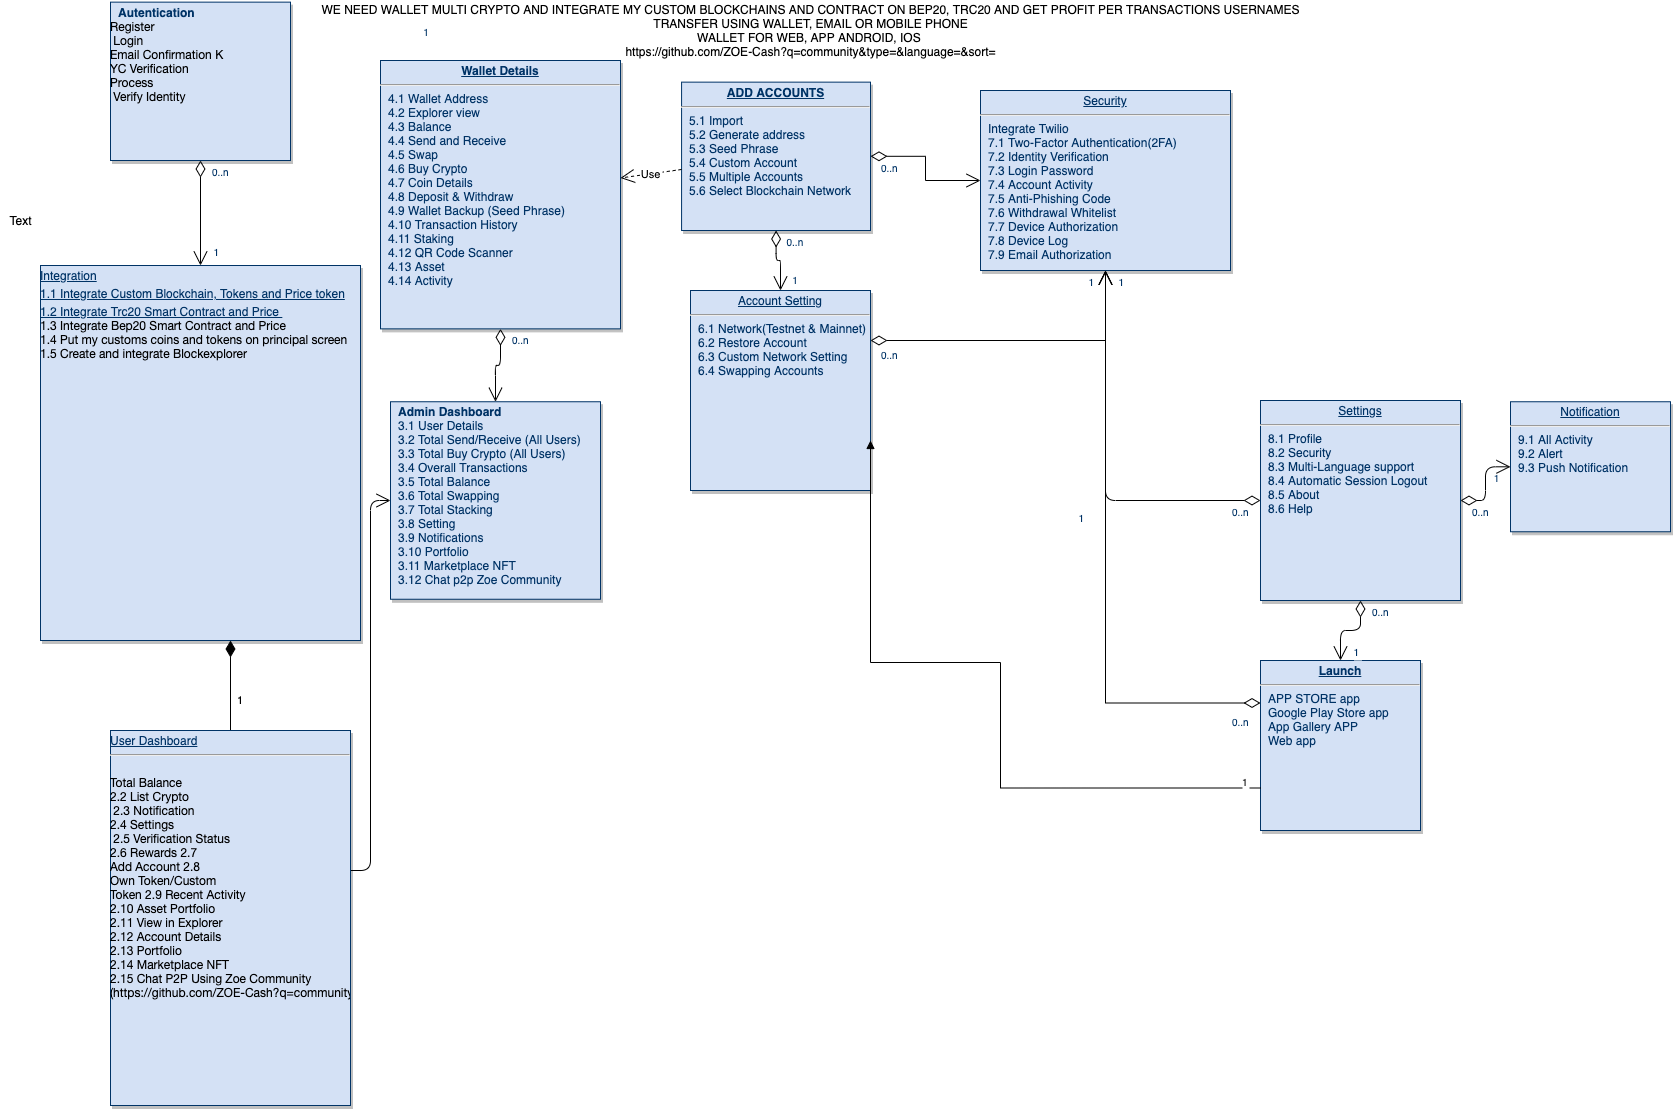 WE NEED WALLET MULTI CRYPTO AND INTEGRATE MY CUSTOM BLOCKCHAINS AND CONTRACT ON BEP20, TRC20 AND GET PROFIT PER TRANSACTIONS USERNAMES
TRANSFER USING WALLET, EMAIL OR MOBILE PHONE
WALLET FOR WEB, APP ANDROID, IOS
https://github.com/ZOE-Cash?q=community&type=&language=&sort=
1
Autentication
Register
Login
Email Confirmation K
YC Verification
Process
Verify Identity
0..n
1
Text
Integration
1.1 Integrate Custom Blockchain, Tokens and Price token
1.2 Integrate Trc20 Smart Contract and Price
1.3 Integrate Bep20 Smart Contract and Price
1.4 Put my customs coins and tokens on principal screen
1.5 Create and integrate Blockexplorer
1
User Dashboard
Total Balance
2.2 List Crypto
2.3 Notification
2.4 Settings
2.5 Verification Status
2.6 Rewards 2.7
Add Account 2.8
Own Token/Custom
Token 2.9 Recent Activity
2.10 Asset Portfolio
2.11 View in Explorer
2.12 Account Details
2.13 Portfolio
2.14 Marketplace NFT
2.15 Chat P2P Using Zoe Community
(https://github.com/ZOE-Cash?q=community
Wallet Details
4.1 Wallet Address
4.2 Explorer view
4.3 Balance
4.4 Send and Receive
4.5 Swap
4.6 Buy Crypto
4.7 Coin Details
4.8 Deposit & Withdraw
4.9 Wallet Backup (Seed Phrase)
4.10 Transaction History
4.11 Staking
4.12 QR Code Scanner
4.13 Asset
4.14 Activity
0..n
Admin Dashboard
3.1 User Details
3.2 Total Send/Receive (All Users)
3.3 Total Buy Crypto (All Users)
3.4 Overall Transactions
3.5 Total Balance
3.6 Total Swapping
3.7 Total Stacking
3.8 Setting
3.9 Notifications
3.10 Portfolio
3.11 Marketplace NFT
3.12 Chat p2p Zoe Community
Use
ADD ACCOUNTS
5.1 Import
5.2 Generate address
5.3 Seed Phrase
5.4 Custom Account
5.5 Multiple Accounts
5.6 Select Blockchain Network
0..n
0..n
1
Account Setting
6.1 Network(Testnet & Mainnet)
6.2 Restore Account
6.3 Custom Network Setting
6.4 Swapping Accounts
0..n
Security
Integrate Twilio
7.1 Two-Factor Authentication(2FA)
7.2 Identity Verification
7.3 Login Password
7.4 Account Activity
7.5 Anti-Phishing Code
7.6 Withdrawal Whitelist
7.7 Device Authorization
7.8 Device Log
7.9 Email Authorization
1
1
1
Settings
8.1 Profile
8.2 Security
8.3 Multi-Language support
8.4 Automatic Session Logout
8.5 About
8.6 Help
0..n
0..n
1
Notification
9.1 All Activity
9.2 Alert
9.3 Push Notification
0..n
1
Launch
APP STORE app
Google Play Store app
App Gallery APP
Web app
0..n
1